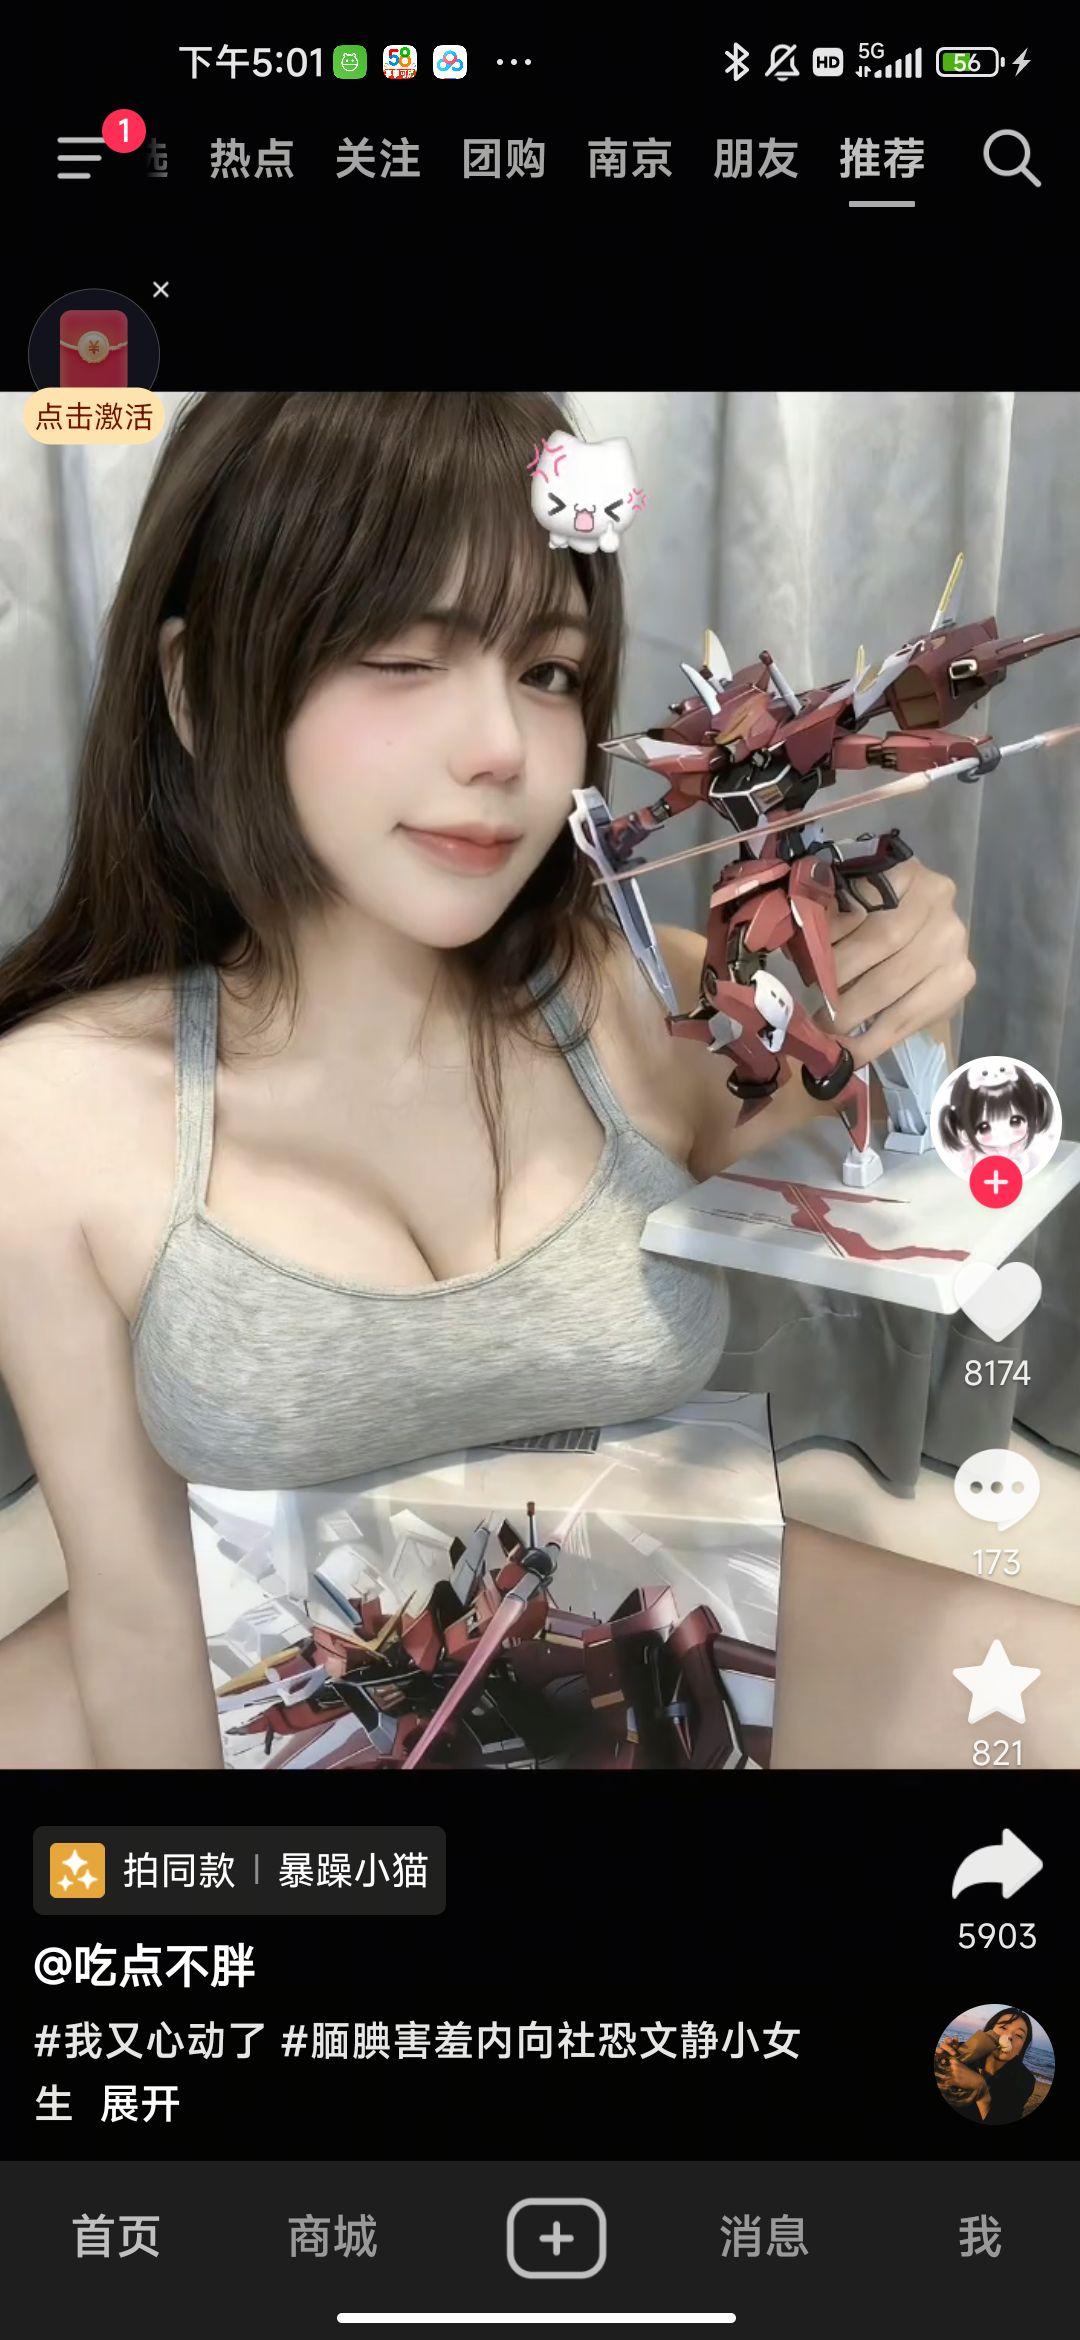 下午5:01
HD
5G
56
1
热点 关注 团购 南京 朋友 推荐
点击激活
8174
173
821
拍同款 | 暴躁小猫
5903
@吃点不胖
#我又心动了 #腼腆害羞内向社恐文静小女
生 展开
首页 商城 消息 我